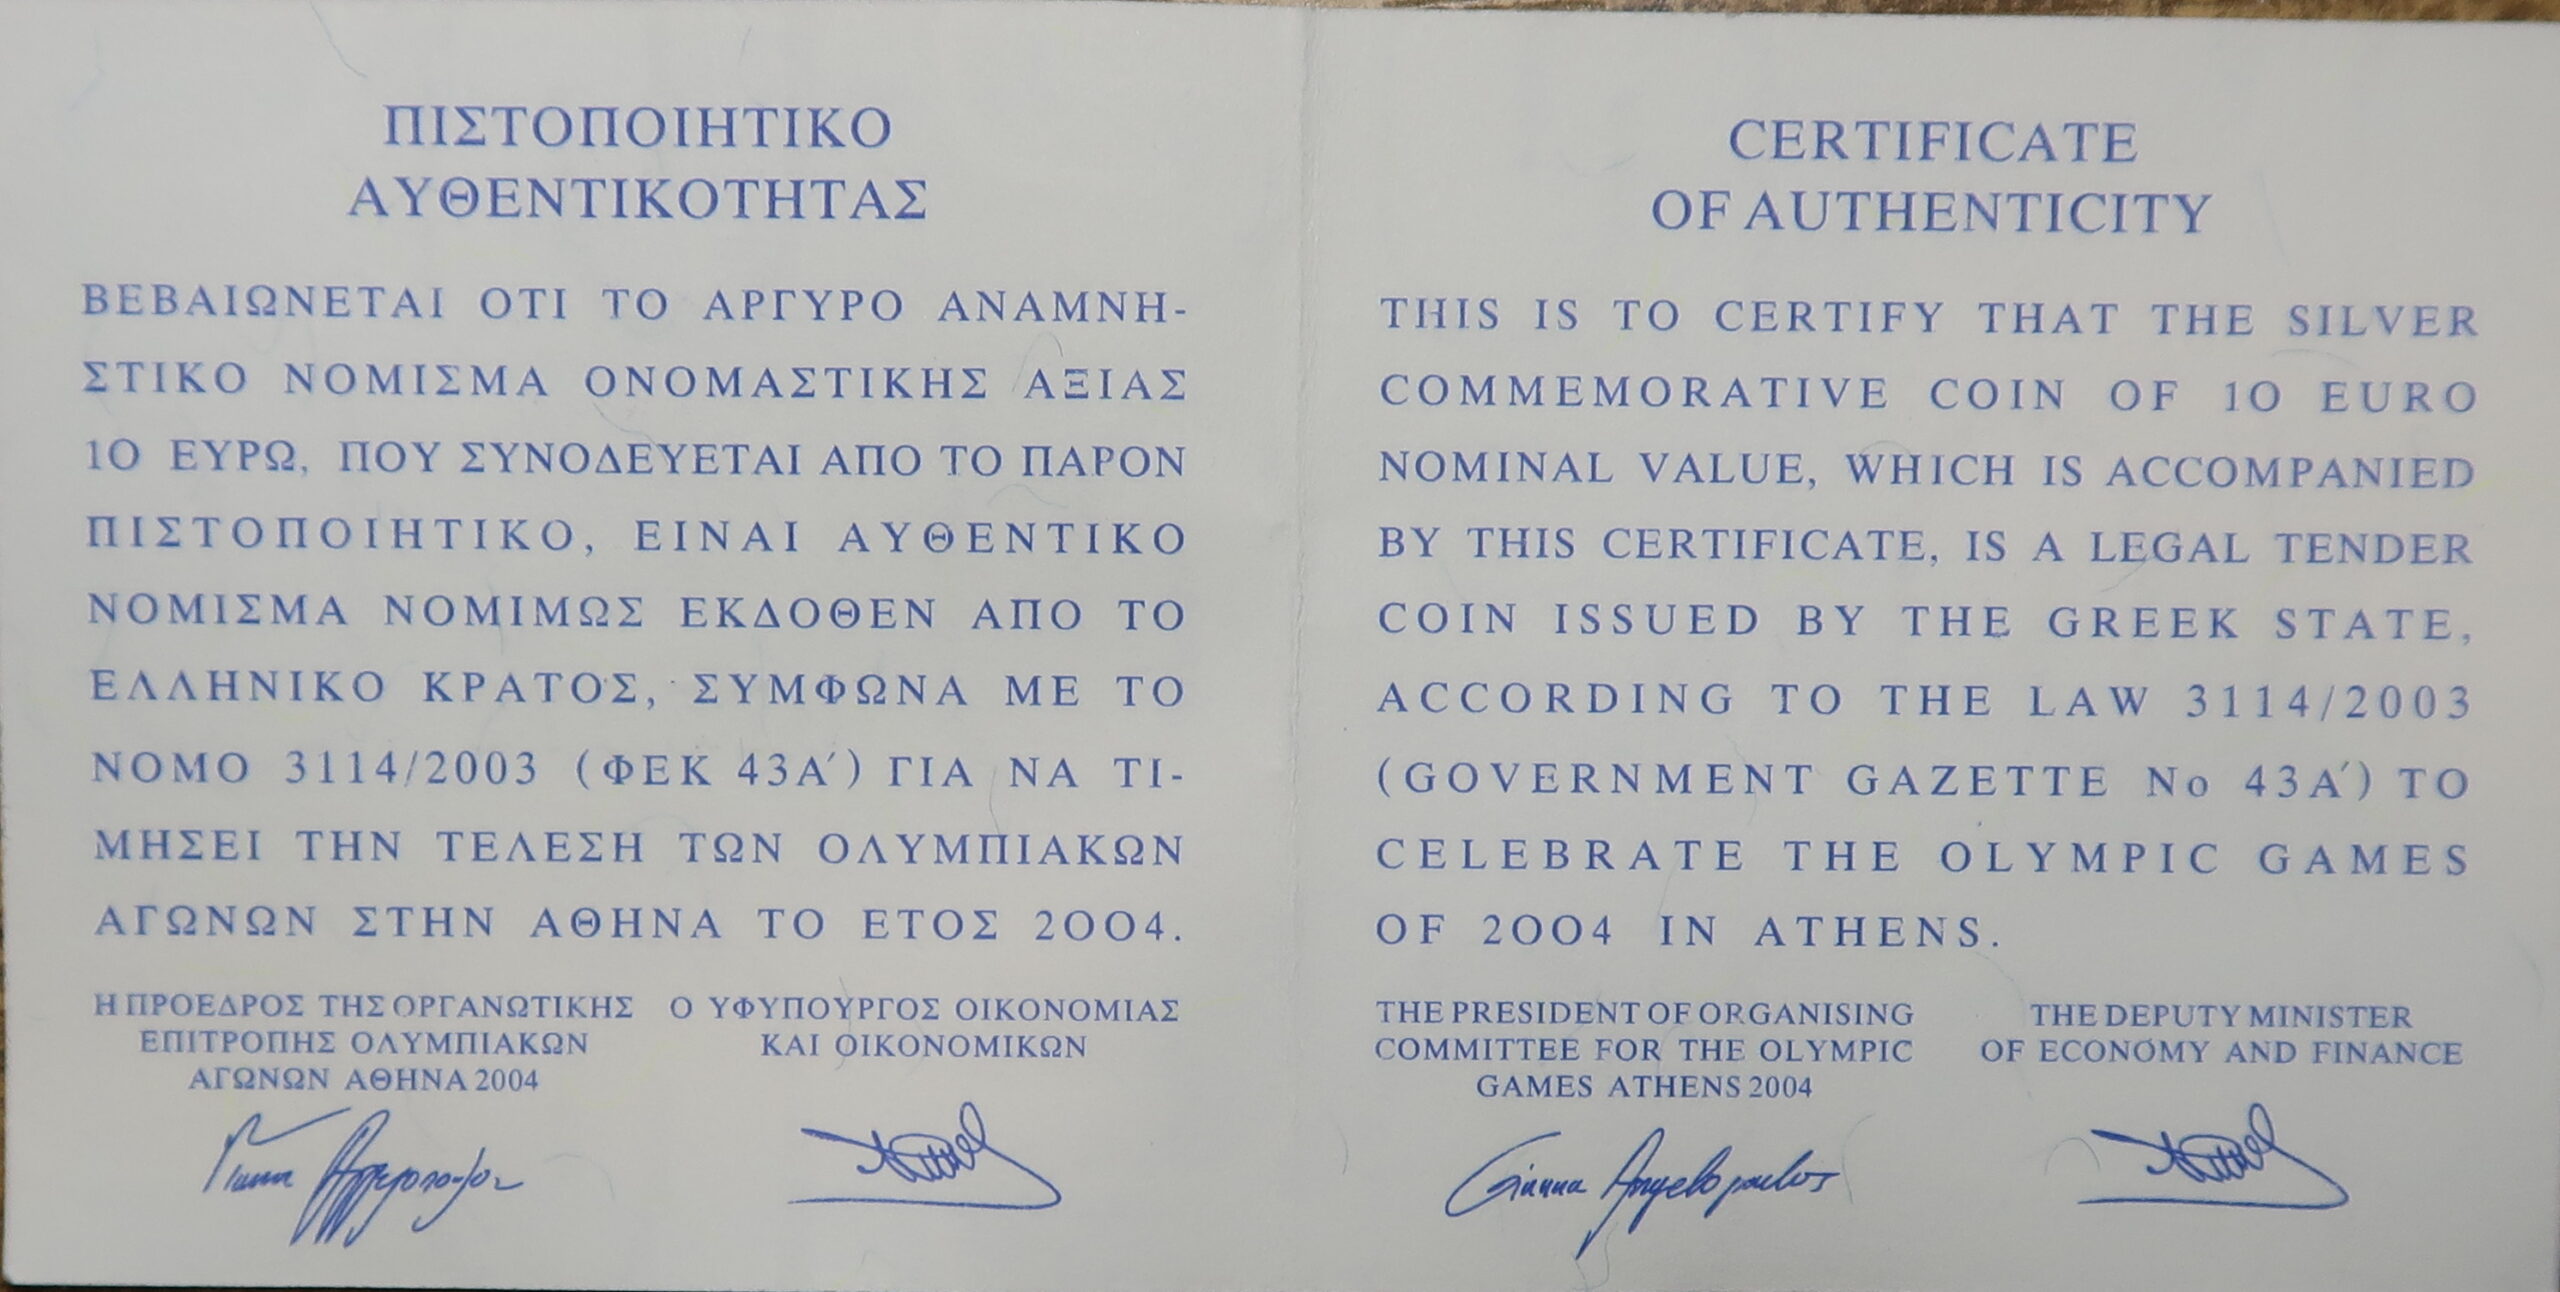 ΠΙΣΤΟΠΟΙΗΤΙΚΟ
ΑΥΘΕΝΤΙΚΟΤΗΤΑΣ
ΒΕΒΑΙΩΝΕΤΑΙ ΟΤΙ ΤΟ ΑΡΓΥΡΟ ΑΝΑΜΝΗ-
ΣΤΙΚΟ ΝΟΜΙΣΜΑ ΟΝΟΜΑΣΤΙΚΗΣ ΑΞΙΑΣ
10 ΕΥΡΩ, ΠΟΥ ΣΥΝΟΔΕΥΕΤΑΙ ΑΠΟ ΤΟ ΠΑΡΟΝ
ΠΙΣΤΟΠΟΙΗΤΙΚΟ, ΕΙΝΑΙ ΑΥΘΕΝΤΙΚΟ
ΝΟΜΙΣΜΑ ΝΟΜΙΜΩΣ ΕΚΔΟΘΕΝ ΑΠΟ ΤΟ
ΕΛΛΗΝΙΚΟ ΚΡΑΤΟΣ, ΣΥΜΦΩΝΑ ΜΕ ΤΟ
ΝΟΜΟ 3114/2003 (ΦΕΚ 43Α΄) ΓΙΑ ΝΑ ΤΙ-
ΜΗΣΕΙ ΤΗΝ ΤΕΛΕΣΗ ΤΩΝ ΟΛΥΜΠΙΑΚΩΝ
ΑΓΩΝΩΝ ΣΤΗΝ ΑΘΗΝΑ ΤΟ ΕΤΟΣ 2004.
Η ΠΡΟΕΔΡΟΣ ΤΗΣ ΟΡΓΑΝΩΤΙΚΗΣ
ΕΠΙΤΡΟΠΗΣ ΟΛΥΜΠΙΑΚΩΝ
ΑΓΩΝΩΝ ΑΘΗΝΑ 2004
Γιάννα Αγγελοπούλου
Ο ΥΦΥΠΟΥΡΓΟΣ ΟΙΚΟΝΟΜΙΑΣ
ΚΑΙ ΟΙΚΟΝΟΜΙΚΩΝ
CERTIFICATE
OF AUTHENTICITY
THIS IS TO CERTIFY THAT THE SILVER
COMMEMORATIVE COIN OF 10 EURO
NOMINAL VALUE, WHICH IS ACCOMPANIED
BY THIS CERTIFICATE, IS A LEGAL TENDER
COIN ISSUED BY THE GREEK STATE,
ACCORDING TO THE LAW 3114/2003
(GOVERNMENT GAZETTE No 43A΄) TO
CELEBRATE THE OLYMPIC GAMES
OF 2004 IN ATHENS.
THE PRESIDENT OF ORGANISING
COMMITTEE FOR THE OLYMPIC
GAMES ATHENS 2004
Gianna Angelopoulos
THE DEPUTY MINISTER
OF ECONOMY AND FINANCE